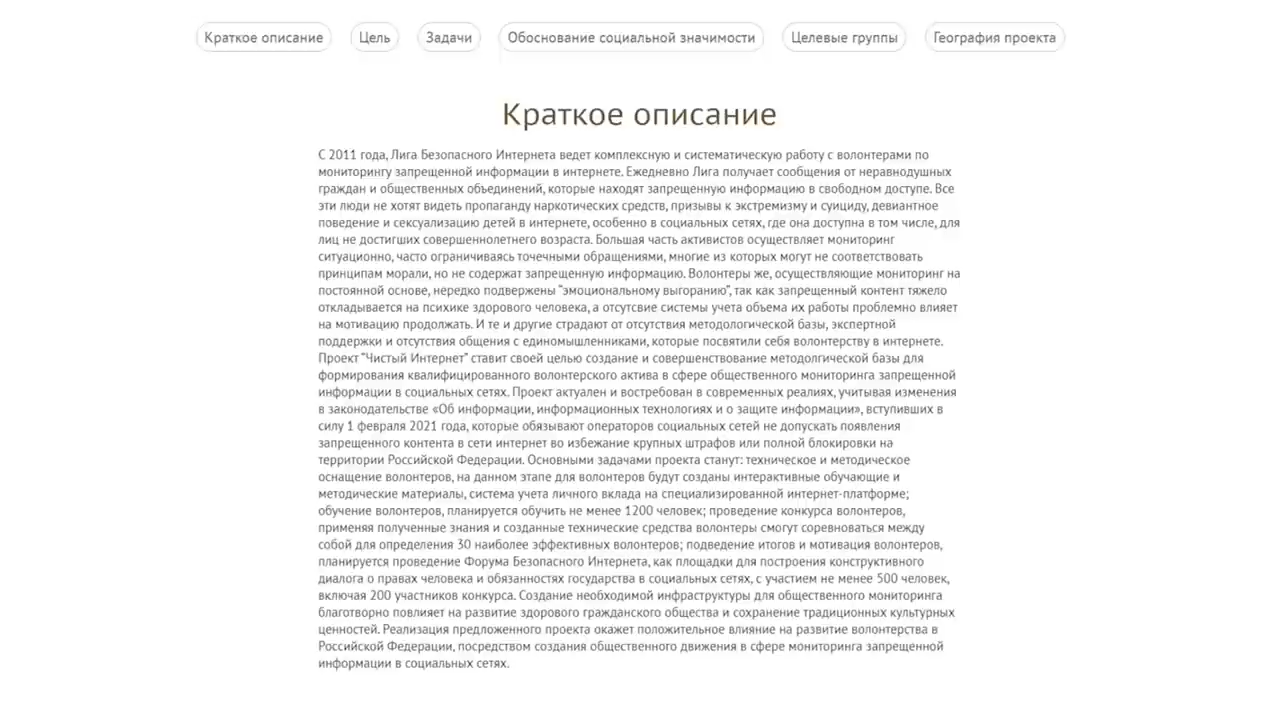 Краткое описание
Цель
Задачи
Обоснование социальной значимости
Целевые группы
География проекта
Краткое описание
С 2011 года, Лига Безопасного Интернета ведет комплексную и систематическую работу с волонтерами по
мониторингу запрещенной информации в интернете. Ежедневно Лига получает сообщения от неравнодушных
граждан и общественных объединений, которые находят запрещенную информацию в свободном доступе. Все
эти люди не хотят видеть пропаганду наркотических средств, призывы к экстремизму и суициду, девиантное
поведение и сексуализацию детей в интернете, особенно в социальных сетях, где она доступна в том числе, для
лиц не достигших совершеннолетнего возраста. Большая часть активистов осуществляет мониторинг
ситуационно, часто ограничиваясь точечными обращениями, многие из которых могут не соответствовать
принципам морали, но не содержат запрещенную информацию. Волонтеры же, осуществляющие мониторинг на
постоянной основе, нередко подвержены "эмоциональному выгоранию", так как запрещенный контент тяжело
откладывается на психике здорового человека, а отсутсвие системы учета объема их работы проблемно влияет
на мотивацию продолжать. И те и другие страдают от отсутствия методологической базы, экспертной
поддержки и отсутствия общения с единомышленниками, которые посвятили себя волонтерству в интернете.
Проект "Чистый Интернет" ставит своей целью создание и совершенствование методолгической базы для
формирования квалифицированного волонтерского актива в сфере общественного мониторинга запрещенной
информации в социальных сетях. Проект актуален и востребован в современных реалиях, учитывая изменения
в законодательстве «Об информации, информационных технологиях и о защите информации», вступивших в
силу 1 февраля 2021 года, которые обязывают операторов социальных сетей не допускать появления
запрещенного контента в сети интернет во избежание крупных штрафов или полной блокировки на
территории Российской Федерации. Основными задачами проекта станут: техническое и методическое
оснащение волонтеров, на данном этапе для волонтеров будут созданы интерактивные обучающие и
методические материалы, система учета личного вклада на специализированной интернет-платформе;
обучение волонтеров, планируется обучить не менее 1200 человек; проведение конкурса волонтеров,
применяя полученные знания и созданные технические средства волонтеры смогут соревноваться между
собой для определения 30 наиболее эффективных волонтеров; подведение итогов и мотивация волонтеров,
планируется проведение Форума Безопасного Интернета, как площадки для построения конструктивного
диалога о правах человека и обязанностях государства в социальных сетях, с участием не менее 500 человек,
включая 200 участников конкурса. Создание необходимой инфраструктуры для общественного мониторинга
благотворно повлияет на развитие здорового гражданского общества и сохранение традиционных культурных
ценностей. Реализация предложенного проекта окажет положительное влияние на развитие волонтерства в
Российской Федерации, посредством создания общественного движения в сфере мониторинга запрещенной
информации в социальных сетях.